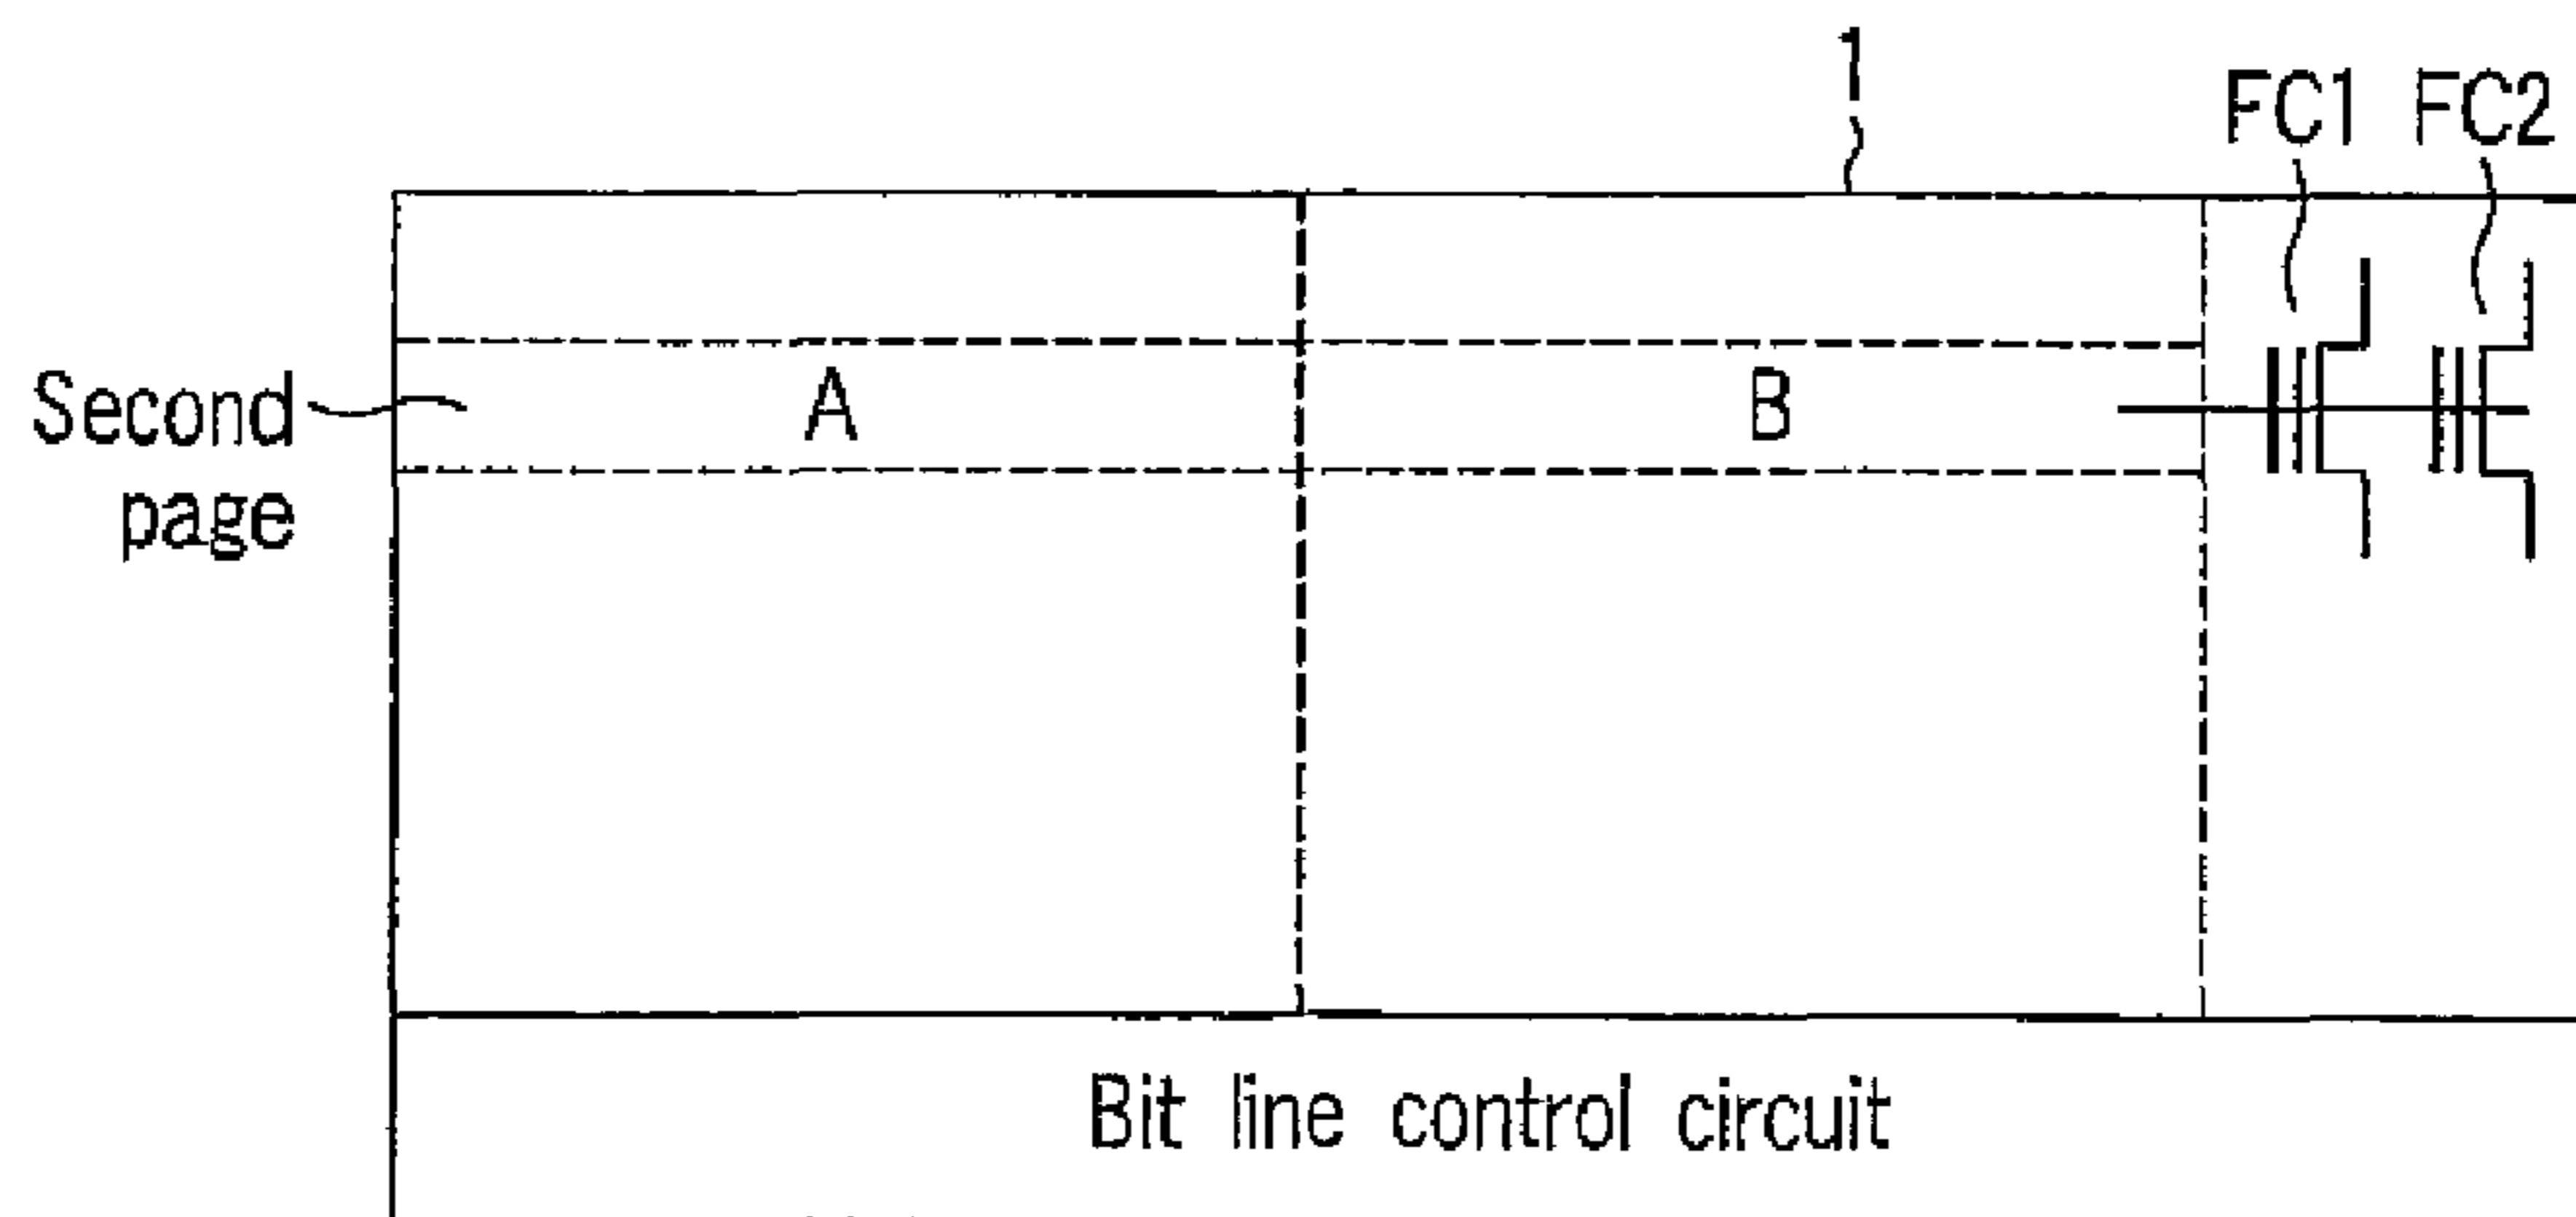 1
FC1 FC2
Second
page
A
B
Bit line control circuit